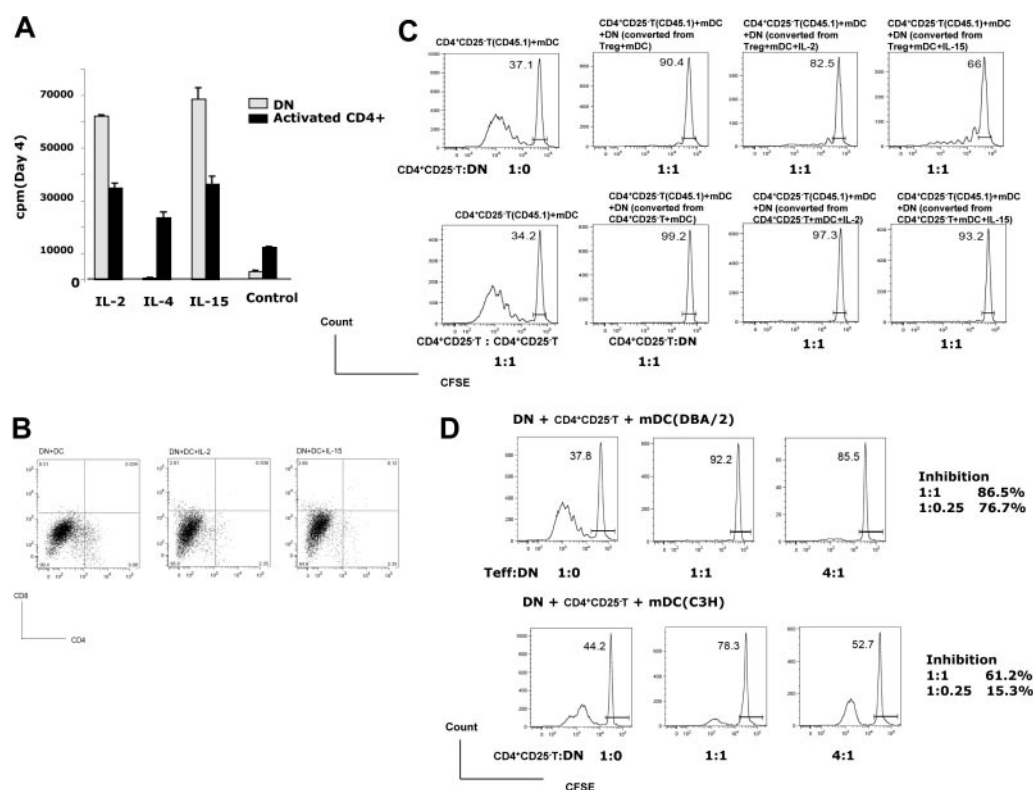 A
cpm(Day 4)
70000
50000
30000
10000
0
DN
Activated CD4+
IL-2 IL-4 IL-15 Control
B
DN+DC
DN+DC+IL-2
DN+DC+IL-15
CD8
CD4
C
CD4+CD25-T(CD45.1)+mDC
37.1
CD4+CD25-T(CD45.1)+mDC
+DN (converted from
Treg+mDC)
90.4
CD4+CD25-T(CD45.1)+mDC
+DN (converted from
Treg+mDC+IL-2)
82.5
CD4+CD25-T(CD45.1)+mDC
+DN (converted from
Treg+mDC+IL-15)
66
CD4+CD25-T:DN 1:0 1:1 1:1 1:1
CD4+CD25-T(CD45.1)+mDC
34.2
CD4+CD25-T(CD45.1)+mDC
+DN (converted from
CD4+CD25-T+mDC)
99.2
CD4+CD25-T(CD45.1)+mDC
+DN (converted from
CD4+CD25-T+mDC+IL-2)
97.3
CD4+CD25-T(CD45.1)+mDC
+DN (converted from
CD4+CD25-T+mDC+IL-15)
93.2
CD4+CD25-T : CD4+CD25-T
1:1
CD4+CD25-T:DN
1:1
1:1
1:1
Count
CFSE
D
DN + CD4+CD25-T + mDC(DBA/2)
37.8
92.2
85.5
Teff:DN 1:0 1:1 4:1
Inhibition
1:1 86.5%
1:0.25 76.7%
DN + CD4+CD25-T + mDC(C3H)
44.2
78.3
52.7
Inhibition
1:1 61.2%
1:0.25 15.3%
CD4+CD25-T:DN 1:0 1:1 4:1
Count
CFSE